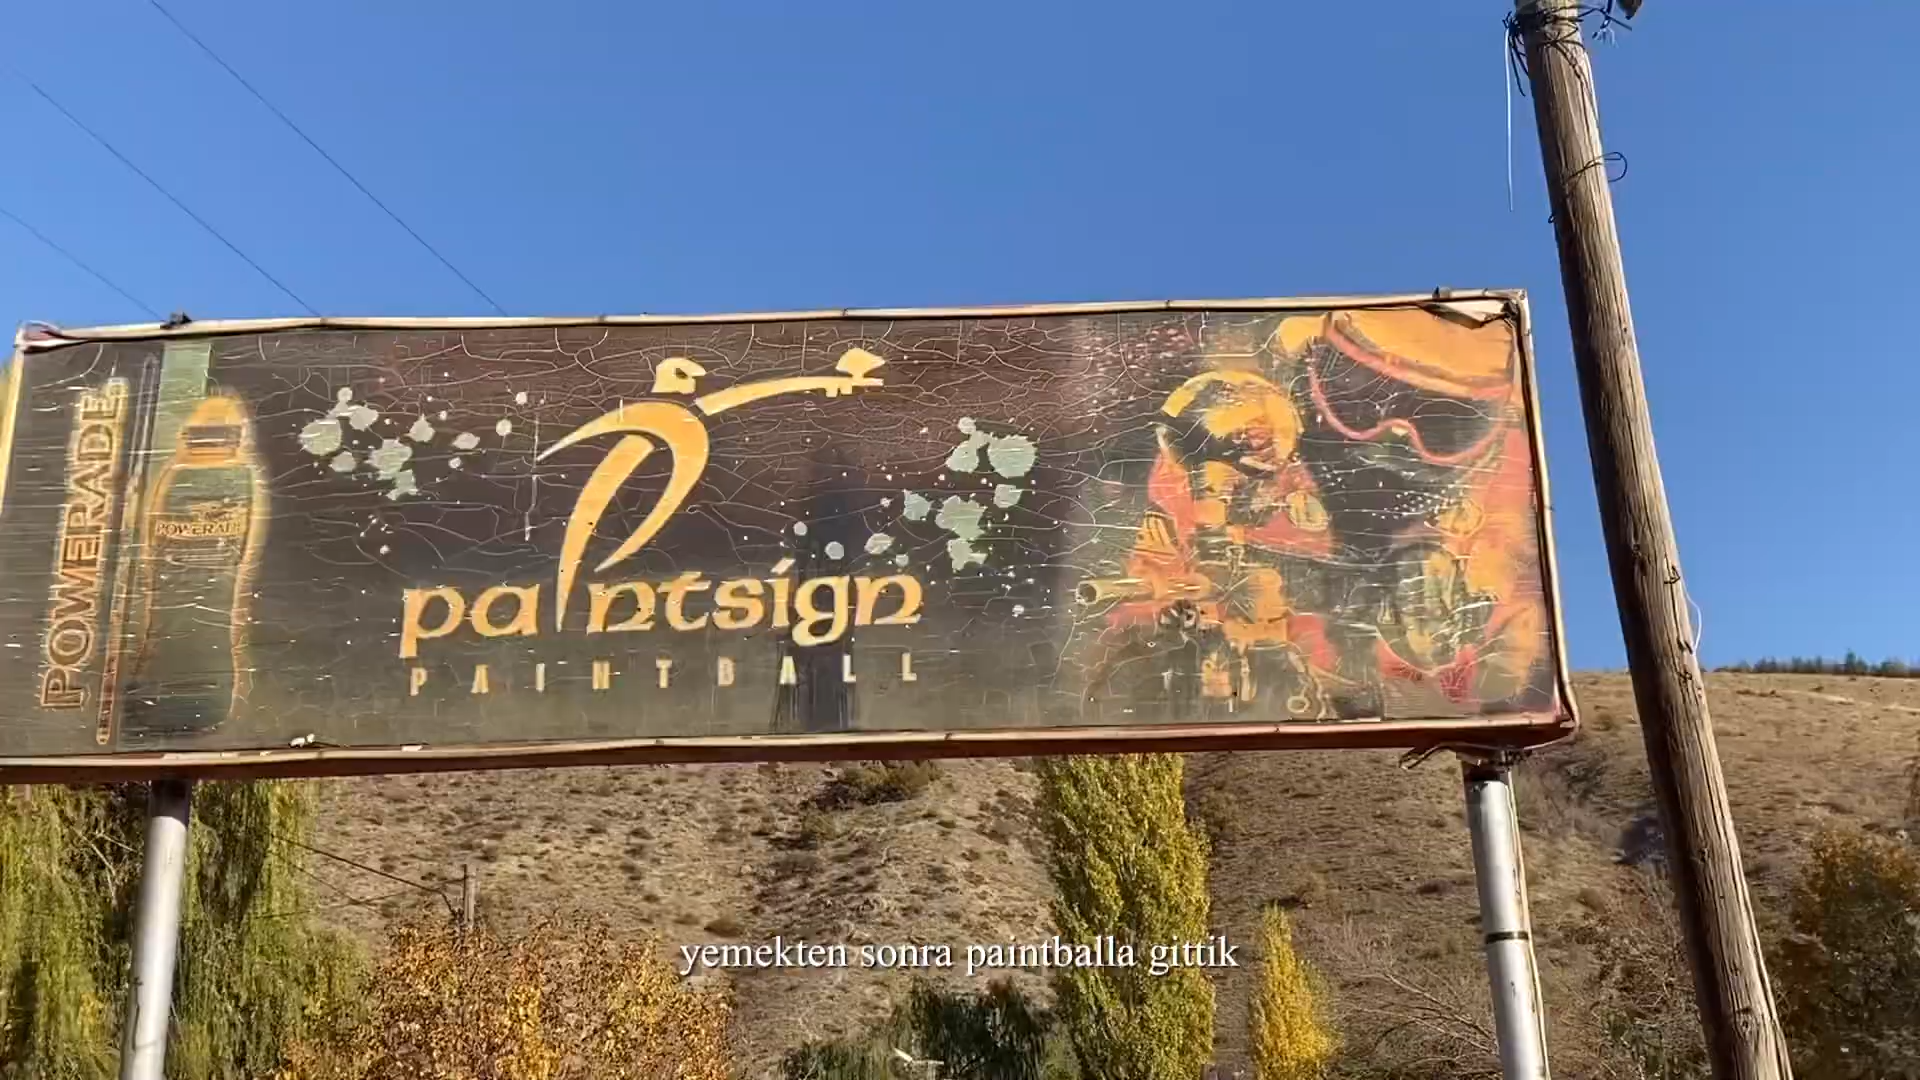 POWERADE
POWERADE
paintsign
PAINTBALL
yemekten sonra paintballa gittik